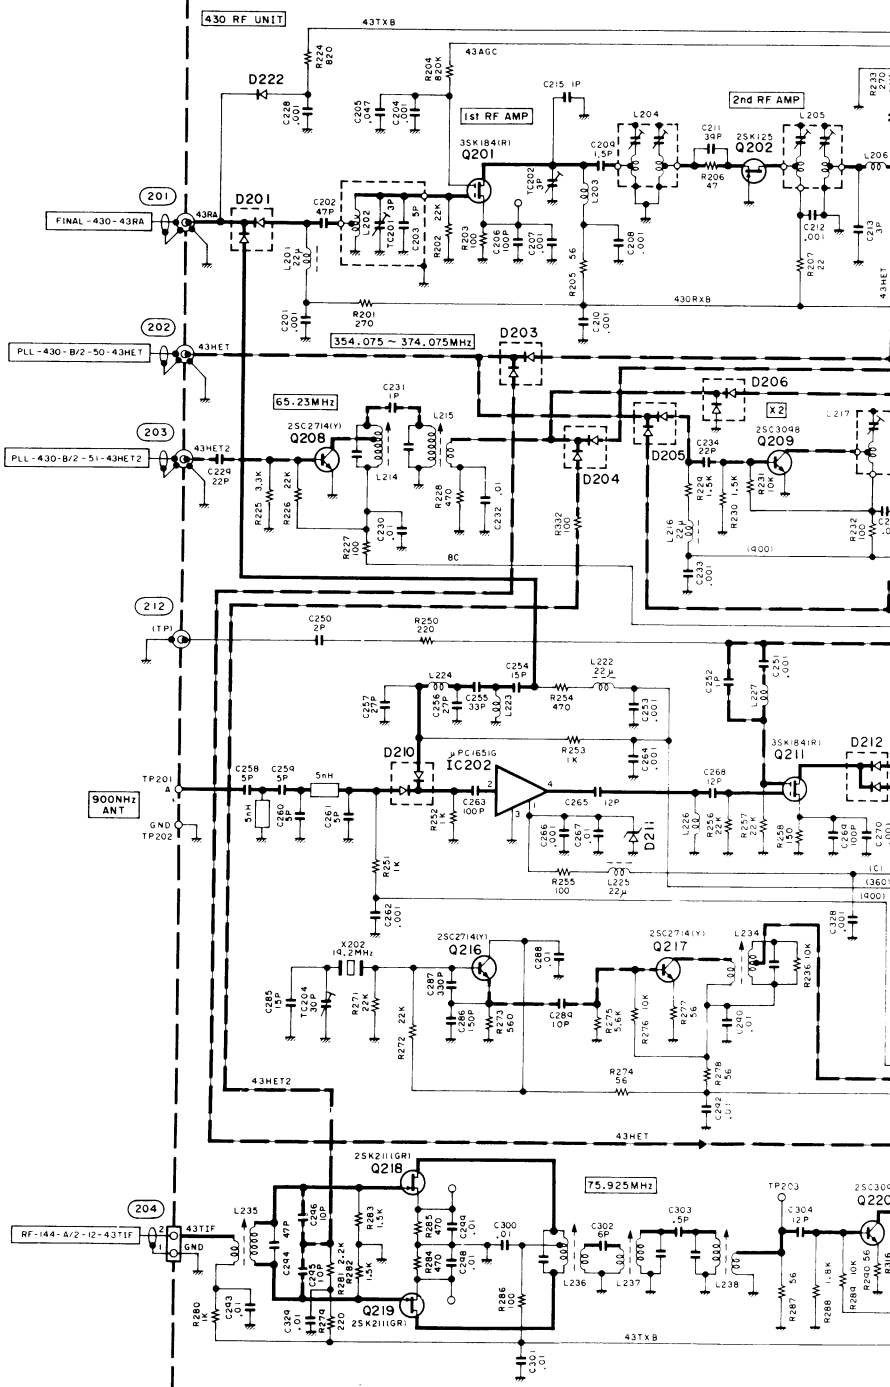 430 RF UNIT
43TXB
R224
820
D222
C228
.001
C205
.047
C204
.001
R204
820K
43AGC
1st RF AMP
3SK184(R)
Q201
C215 1P
C209
1.5P
L204
2nd RF AMP
C211
39P
2SK125
Q202
R206
47
L205
R233
270
L206
201
FINAL-430-43RA
43RA
D201
C202
47P
L202
TC201
3P
C203
5P
R202
22K
R203
100
C206
100P
C207
.001
TC202
3P
L203
C208
.001
R205
56
C212
.001
R207
22
C213
3P
43HET
L201
22μ
C201
.001
R201
270
C210
.001
430RXB
202
PLL-430-B/2-50-43HET
43HET
354.075 ~ 374.075MHz
D203
D206
203
PLL-430-B/2-51-43HET2
43HET2
C229
22P
65.23MHz
2SC2714(Y)
Q208
C231
1P
L215
L214
R225
3.3K
R226
22K
R227
100
C230
.01
R228
470
C232
.01
8C
D204
R332
100
D205
C234
22P
X2
2SC3098
Q209
L217
R229
1.5K
R230
1.5K
R231
10K
L216
22μ
C233
.001
(900)
R232
100
212
(TP)
C250
2P
R250
220
C252
1P
C251
.001
L227
L224
C257
27P
C256
27P
C255
33P
L223
C254
15P
R254
470
L222
22μ
C253
.001
R253
1K
C264
.001
TP201
A
900NHz
ANT
GND
TP202
C258
5P
C259
5P
5nH
5nH
C260
5P
C261
5P
D210
μPC1651G
IC202
2
4
3
1
R252
1K
C263
100P
C265
12P
C268
12P
3SK184(R)
Q211
D212
R251
1K
C262
.001
C266
.001
C267
.01
D211
R255
100
L225
22μ
L226
R256
22K
R257
22K
R258
150
C269
100P
C270
.001
(C)
(360)
(900)
C328
.001
X202
19.2MHz
C285
15P
TC204
30P
R271
22K
R272
22K
C287
330P
C286
150P
2SC2714(Y)
Q216
R273
560
C288
.01
C289
10P
R275
5.6K
R276
10K
2SC2714(Y)
Q217
R277
56
L234
R236
10K
C290
.01
R278
56
R274
56
C292
.01
43HET2
43HET
204
RF-144-A/2-12-43TIF
2
1
43TIF
GND
L235
R280
1K
C293
.01
47P
C294
C296
10P
C295
10P
C329
.01
R281
2.2K
R279
220
R282
1.5K
R283
1.5K
2SK211(GR)
Q218
Q219
2SK211(GR)
R285
470
R284
470
C299
.01
C298
.01
C300
.01
R286
100
C301
.01
75.925MHz
L236
C302
6P
L237
C303
.5P
L238
TP203
C304
12P
R287
56
R288
1.8K
R289
10K
R290
56
R316
Q220
43TXB